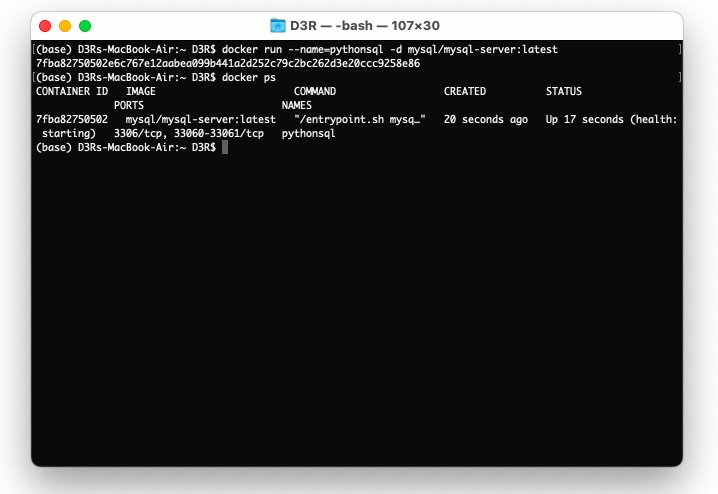 D3R — -bash — 107×30
[(base) D3Rs-MacBook-Air:~ D3R$ docker run --name=pythonsql -d mysql/mysql-server:latest ]
7fba82750502e6c767e12aabea099b441a2d252c79c2bc262d3e20ccc9258e86
[(base) D3Rs-MacBook-Air:~ D3R$ docker ps ]
CONTAINER ID   IMAGE                       COMMAND                  CREATED          STATUS
             PORTS                       NAMES
7fba82750502   mysql/mysql-server:latest   "/entrypoint.sh mysq…"   20 seconds ago   Up 17 seconds (health:
 starting)   3306/tcp, 33060-33061/tcp   pythonsql
(base) D3Rs-MacBook-Air:~ D3R$